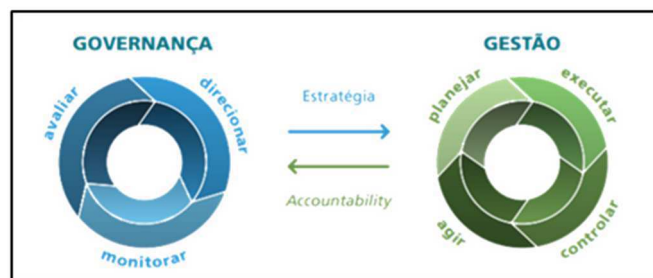 GOVERNANÇA
avaliar
direcionar
monitorar
Estratégia
Accountability
GESTÃO
planejar
executar
agir
controlar